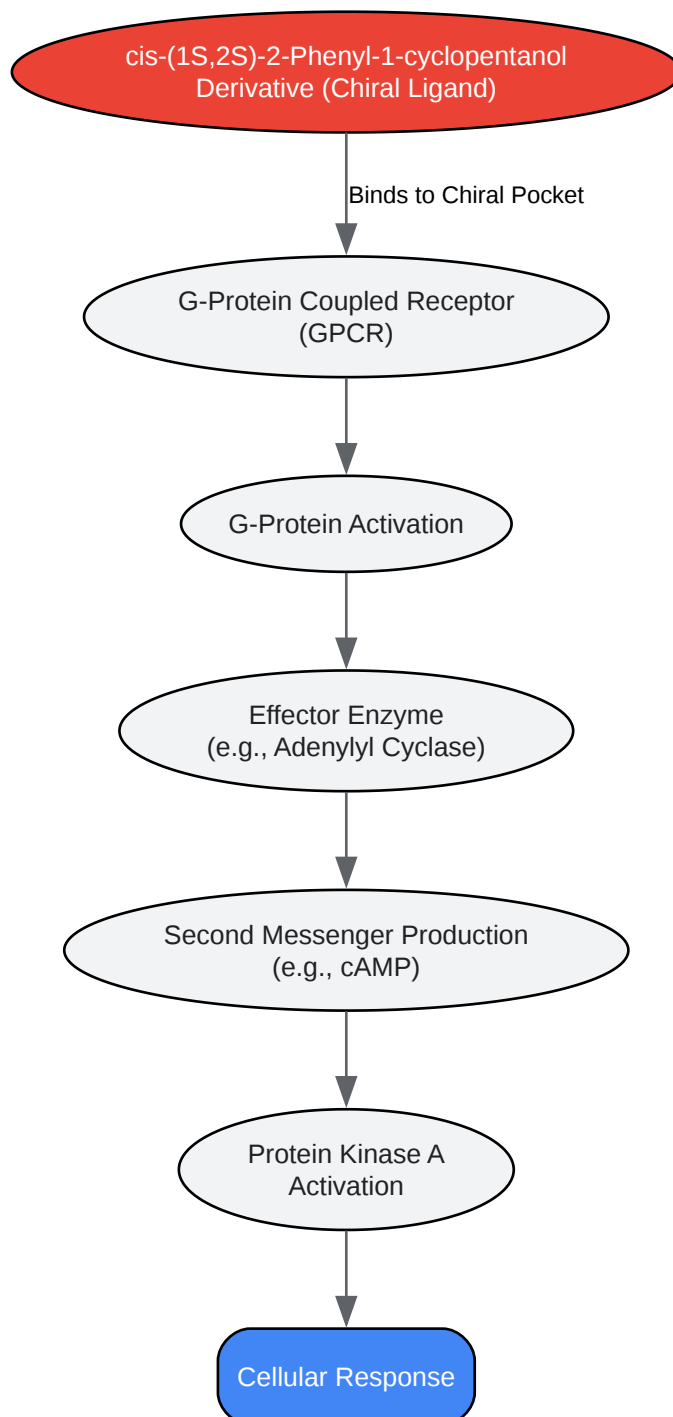 cis-(1S,2S)-2-Phenyl-1-cyclopentanol
Derivative (Chiral Ligand)
Binds to Chiral Pocket
G-Protein Coupled Receptor
(GPCR)
G-Protein Activation
Effector Enzyme
(e.g., Adenylyl Cyclase)
Second Messenger Production
(e.g., cAMP)
Protein Kinase A
Activation
Cellular Response